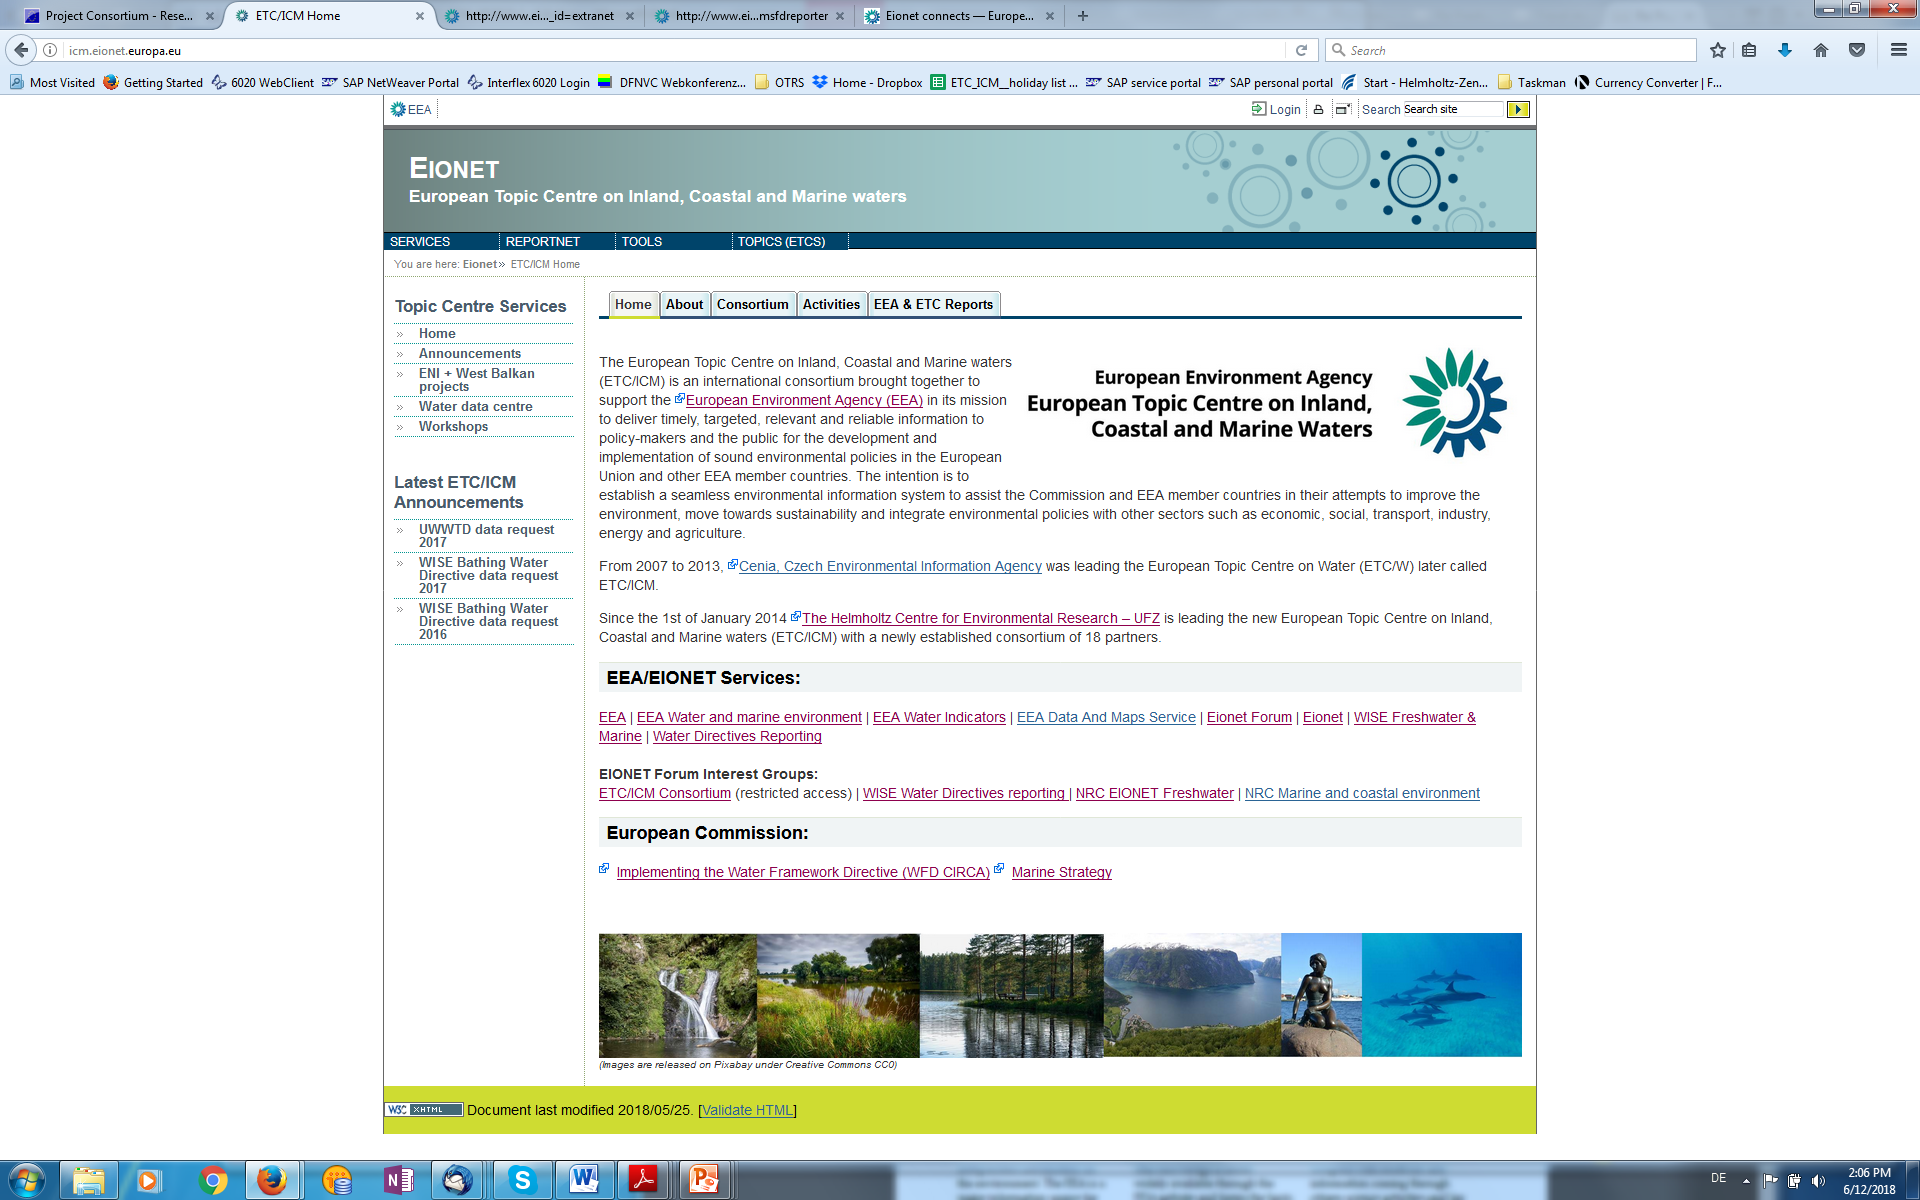 Project Consortium - Rese...
ETC/ICM Home
http://www.ei..._id=extranet
http://www.ei...msfdreporter
Eionet connects — Europe...
icm.eionet.europa.eu
Search
Most Visited
Getting Started
6020 WebClient
SAP NetWeaver Portal
Interflex 6020 Login
DFNVC Webkonferenz...
OTRS
Home - Dropbox
ETC_ICM__holiday list ...
SAP service portal
SAP personal portal
Start - Helmholtz-Zen...
Taskman
Currency Converter | F...
EEA
Login
Search
Search site
EIONET
European Topic Centre on Inland, Coastal and Marine waters
SERVICES
REPORTNET
TOOLS
TOPICS (ETCS)
You are here: Eionet» ETC/ICM Home
Topic Centre Services
» Home
» Announcements
» ENI + West Balkan
projects
» Water data centre
» Workshops
Latest ETC/ICM
Announcements
» UWWTD data request
2017
» WISE Bathing Water
Directive data request
2017
» WISE Bathing Water
Directive data request
2016
Home
About
Consortium
Activities
EEA & ETC Reports
The European Topic Centre on Inland, Coastal and Marine waters
(ETC/ICM) is an international consortium brought together to
support the European Environment Agency (EEA) in its mission
to deliver timely, targeted, relevant and reliable information to
policy-makers and the public for the development and
implementation of sound environmental policies in the European
Union and other EEA member countries. The intention is to
establish a seamless environmental information system to assist the Commission and EEA member countries in their attempts to improve the
environment, move towards sustainability and integrate environmental policies with other sectors such as economic, social, transport, industry,
energy and agriculture.
European Environment Agency
European Topic Centre on Inland,
Coastal and Marine Waters
From 2007 to 2013, Cenia, Czech Environmental Information Agency was leading the European Topic Centre on Water (ETC/W) later called
ETC/ICM.
Since the 1st of January 2014 The Helmholtz Centre for Environmental Research – UFZ is leading the new European Topic Centre on Inland,
Coastal and Marine waters (ETC/ICM) with a newly established consortium of 18 partners.
EEA/EIONET Services:
EEA | EEA Water and marine environment | EEA Water Indicators | EEA Data And Maps Service | Eionet Forum | Eionet | WISE Freshwater &
Marine | Water Directives Reporting
EIONET Forum Interest Groups:
ETC/ICM Consortium (restricted access) | WISE Water Directives reporting | NRC EIONET Freshwater | NRC Marine and coastal environment
European Commission:
Implementing the Water Framework Directive (WFD CIRCA) Marine Strategy
(Images are released on Pixabay under Creative Commons CC0)
W3C XHTML Document last modified 2018/05/25. [Validate HTML]
DE
2:06 PM
6/12/2018